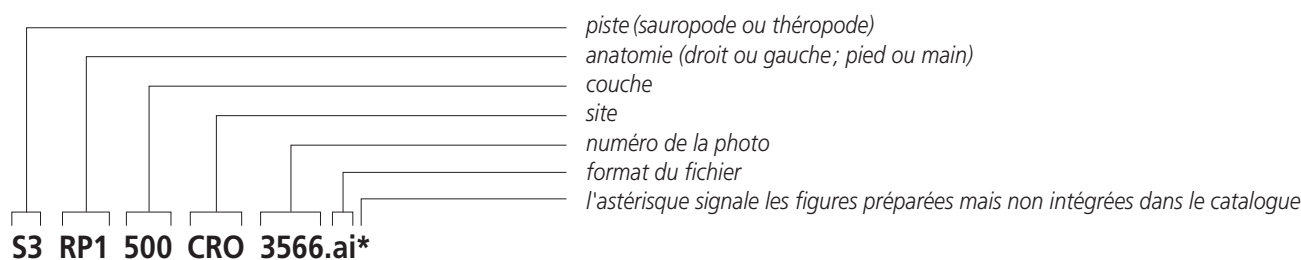 piste (sauropode ou théropode)
anatomie (droit ou gauche ; pied ou main)
couche
site
numéro de la photo
format du fichier
l'astérisque signale les figures préparées mais non intégrées dans le catalogue
S3 RP1 500 CRO 3566.ai*